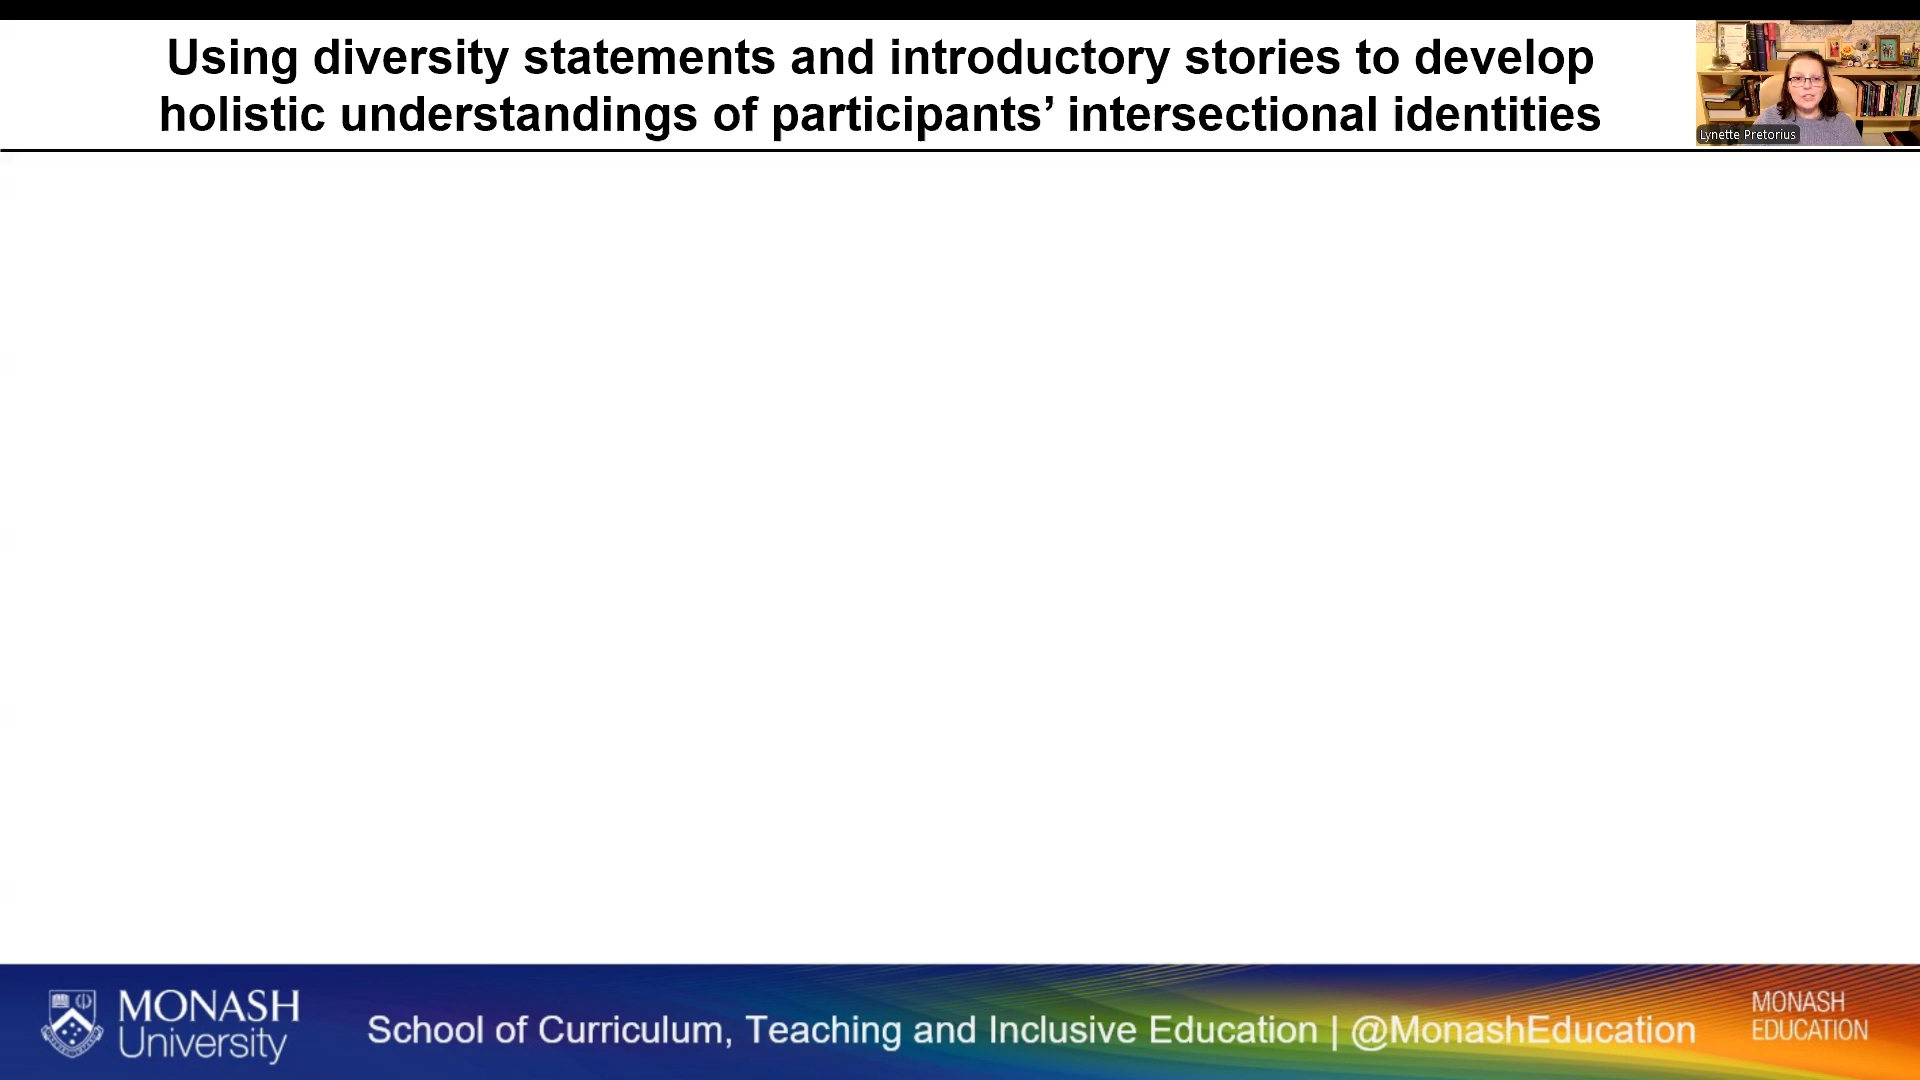 Using diversity statements and introductory stories to develop
holistic understandings of participants’ intersectional identities
Lynette Pretorius
MONASH
University
School of Curriculum, Teaching and Inclusive Education | @MonashEducation
MONASH
EDUCATION